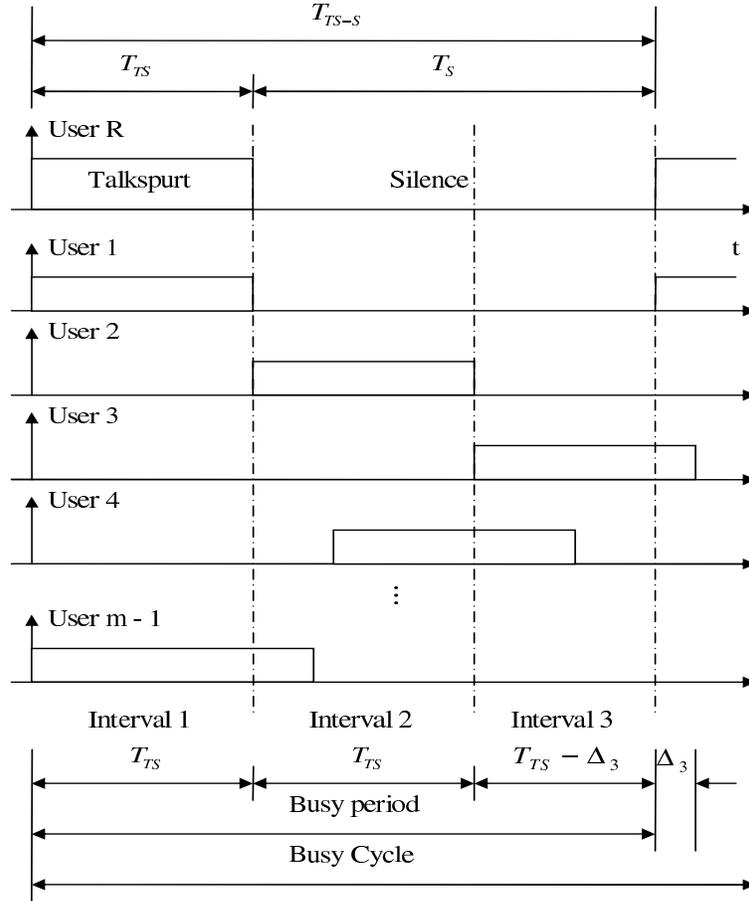 T_{TS–S}
T_{TS} T_S
User R
Talkspurt Silence
User 1 t
User 2
User 3
User 4
⋮
User m - 1
Interval 1 Interval 2 Interval 3
T_{TS} T_{TS} T_{TS} − Δ_3 Δ_3
Busy period
Busy Cycle